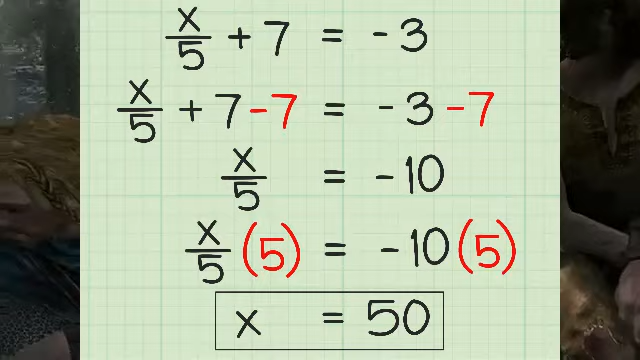 x/5 + 7 = -3
x/5 + 7 -7 = -3 -7
x/5 = -10
x/5 (5) = -10 (5)
x = 50